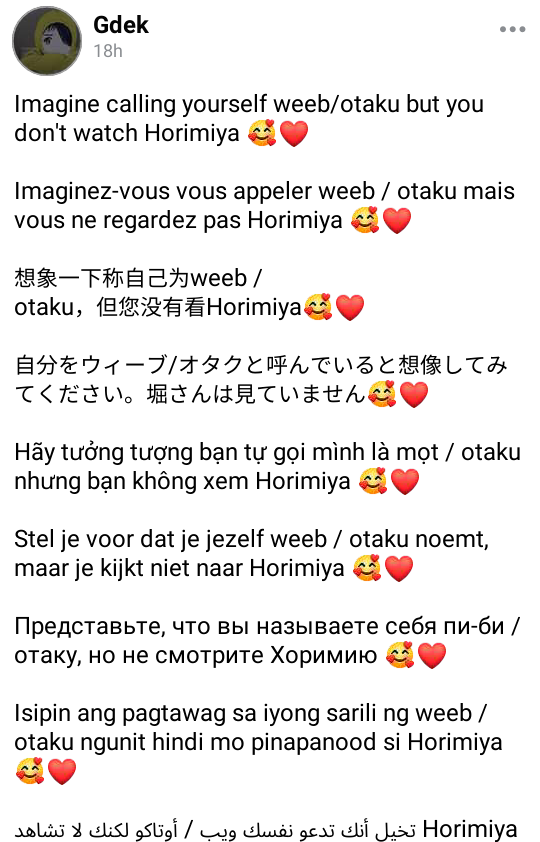 Gdek
18h
Imagine calling yourself weeb/otaku but you
don't watch Horimiya 🥰❤️
Imaginez-vous vous appeler weeb / otaku mais
vous ne regardez pas Horimiya 🥰❤️
想象一下称自己为weeb /
otaku，但您没有看Horimiya🥰❤️
自分をウィーブ/オタクと呼んでいると想像してみ
てください。堀さんは見ていません🥰❤️
Hãy tưởng tượng bạn tự gọi mình là mọt / otaku
nhưng bạn không xem Horimiya 🥰❤️
Stel je voor dat je jezelf weeb / otaku noemt,
maar je kijkt niet naar Horimiya 🥰❤️
Представьте, что вы называете себя пи-би /
отаку, но не смотрите Хоримию 🥰❤️
Isipin ang pagtawag sa iyong sarili ng weeb /
otaku ngunit hindi mo pinapanood si Horimiya
🥰❤️
تخيل أنك تدعو نفسك ويب / أوتاكو لكنك لا تشاهد Horimiya